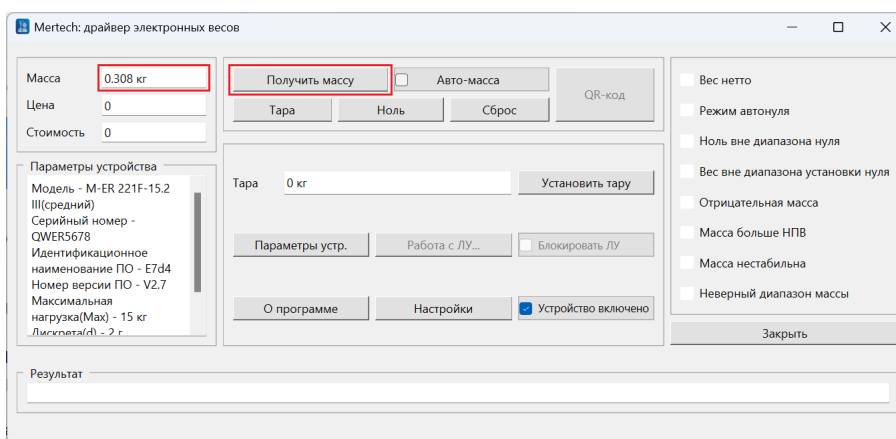 Mertech: драйвер электронных весов
Масса 0.308 кг
Цена 0
Стоимость 0
Получить массу
Авто-масса
QR-код
Тара
Ноль
Сброс
Параметры устройства
Модель - M-ER 221F-15.2
III(средний)
Серийный номер -
QWER5678
Идентификационное
наименование ПО - E7d4
Номер версии ПО - V2.7
Максимальная
нагрузка(Max) - 15 кг
Дискрета(d) - 2 г
Тара 0 кг
Установить тару
Параметры устр.
Работа с ЛУ...
Блокировать ЛУ
О программе
Настройки
Устройство включено
Вес нетто
Режим автонуля
Ноль вне диапазона нуля
Вес вне диапазона установки нуля
Отрицательная масса
Масса больше НПВ
Масса нестабильна
Неверный диапазон массы
Закрыть
Результат